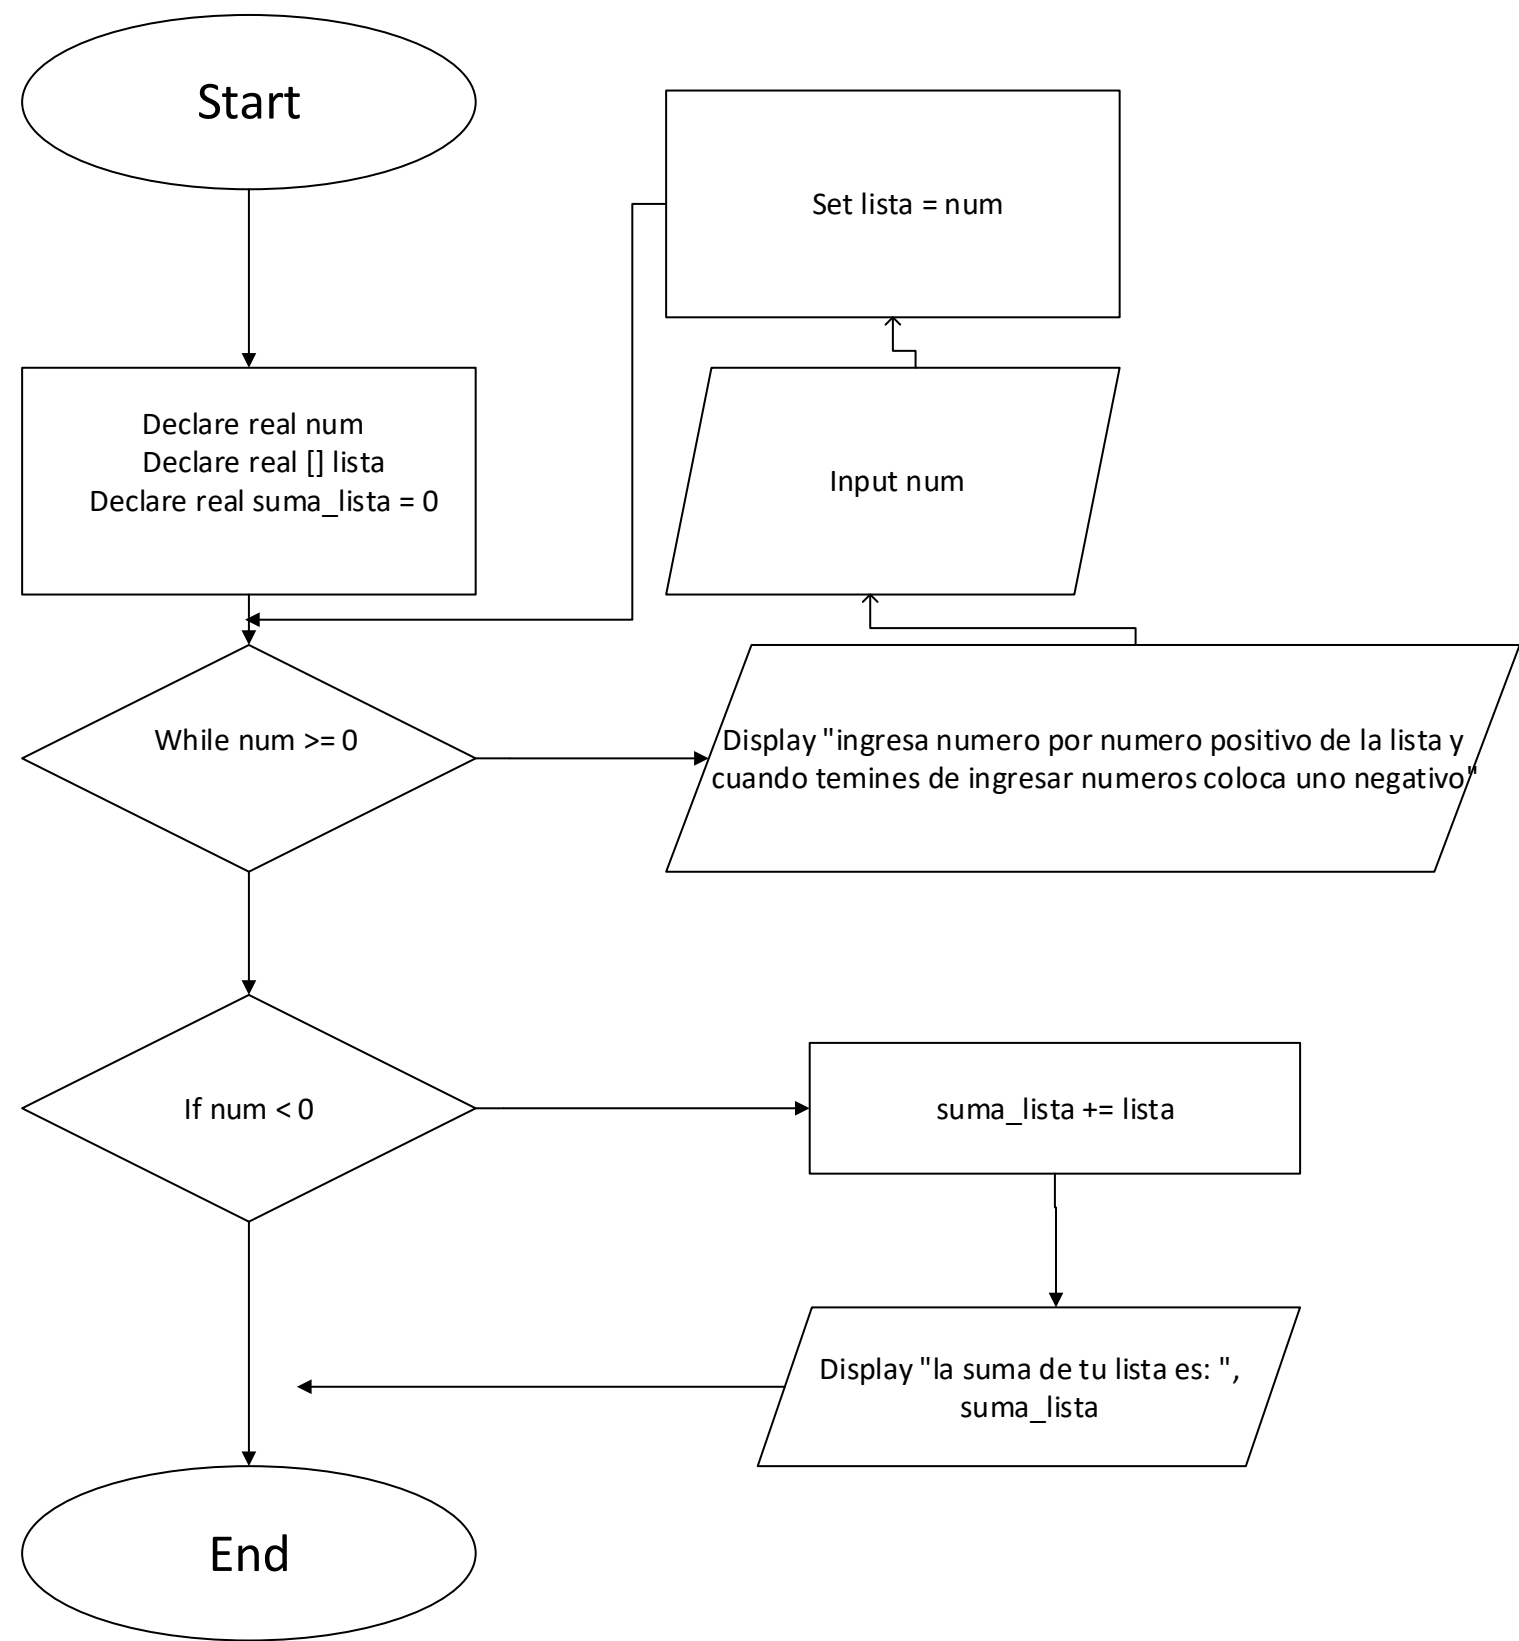 Start
Declare real num
Declare real [] lista
Declare real suma_lista = 0
While num >= 0
Display "ingresa numero por numero positivo de la lista y
cuando temines de ingresar numeros coloca uno negativo"
Input num
Set lista = num
If num < 0
suma_lista += lista
Display "la suma de tu lista es: ",
suma_lista
End